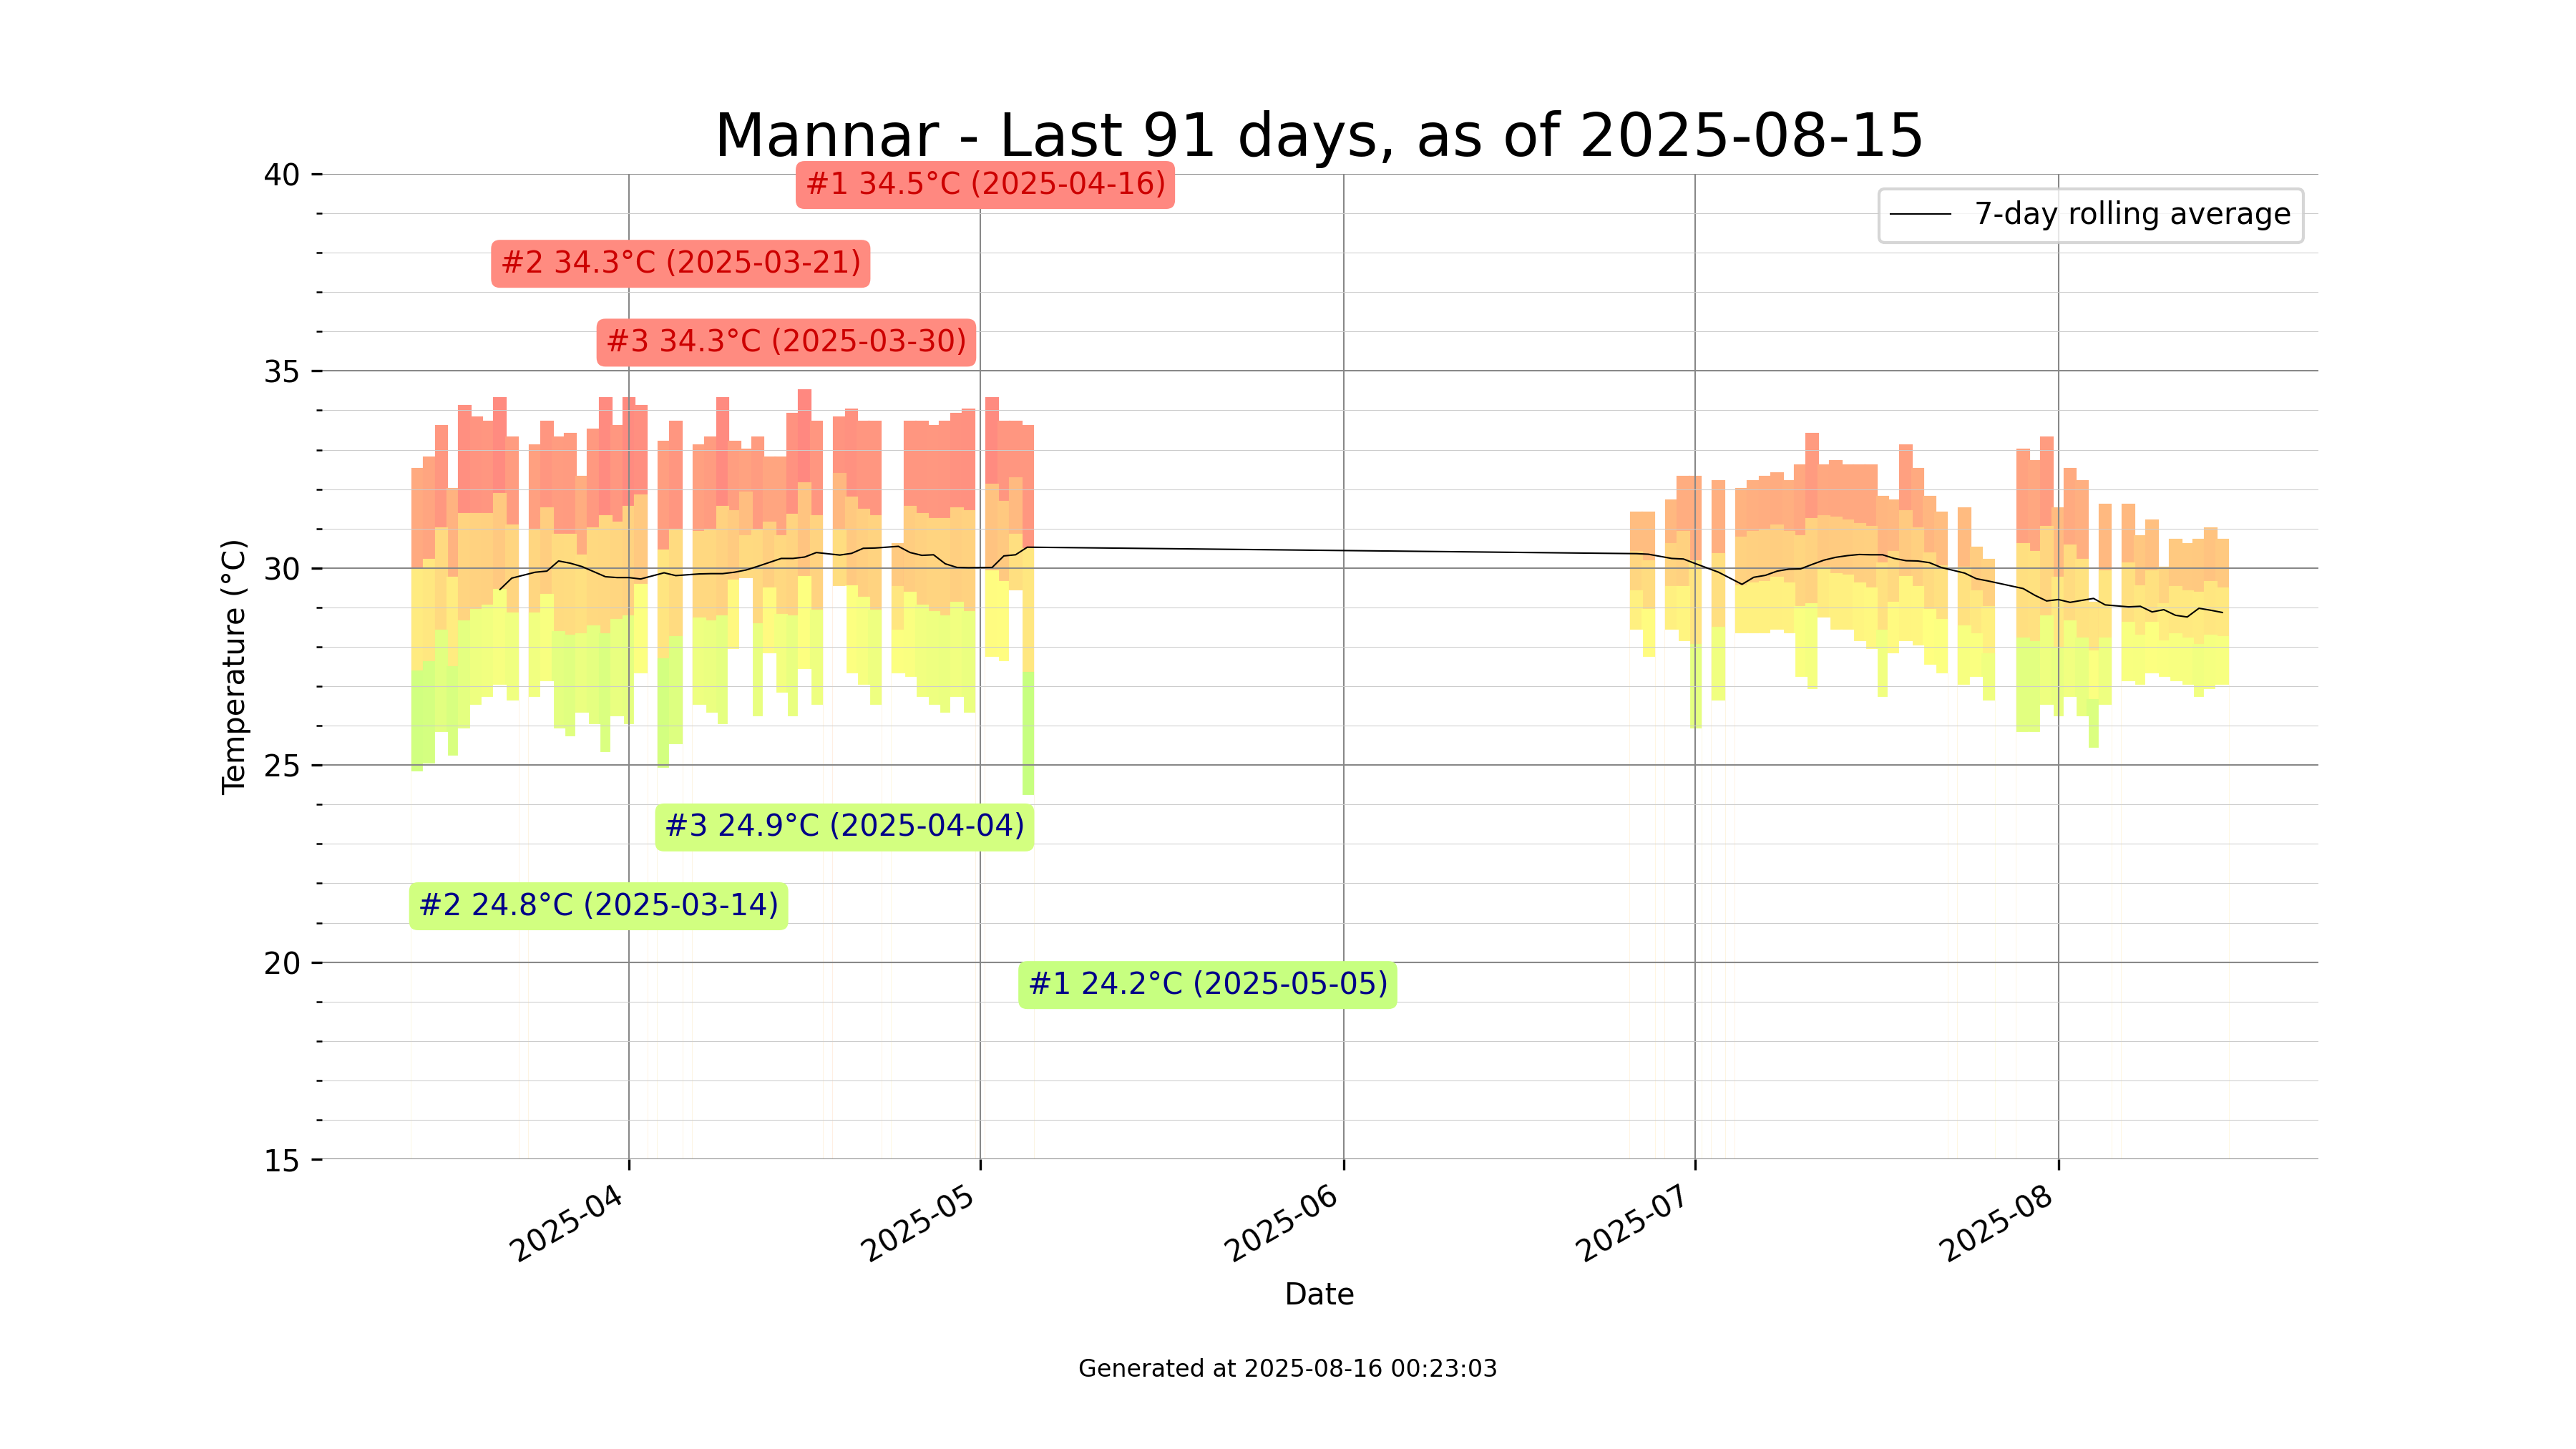 Mannar - Last 91 days, as of 2025-08-15
#1 34.5°C (2025-04-16)
#2 34.3°C (2025-03-21)
#3 34.3°C (2025-03-30)
7-day rolling average
40
35
30
25
20
15
Temperature (°C)
#3 24.9°C (2025-04-04)
#2 24.8°C (2025-03-14)
#1 24.2°C (2025-05-05)
2025-04
2025-05
2025-06
2025-07
2025-08
Date
Generated at 2025-08-16 00:23:03